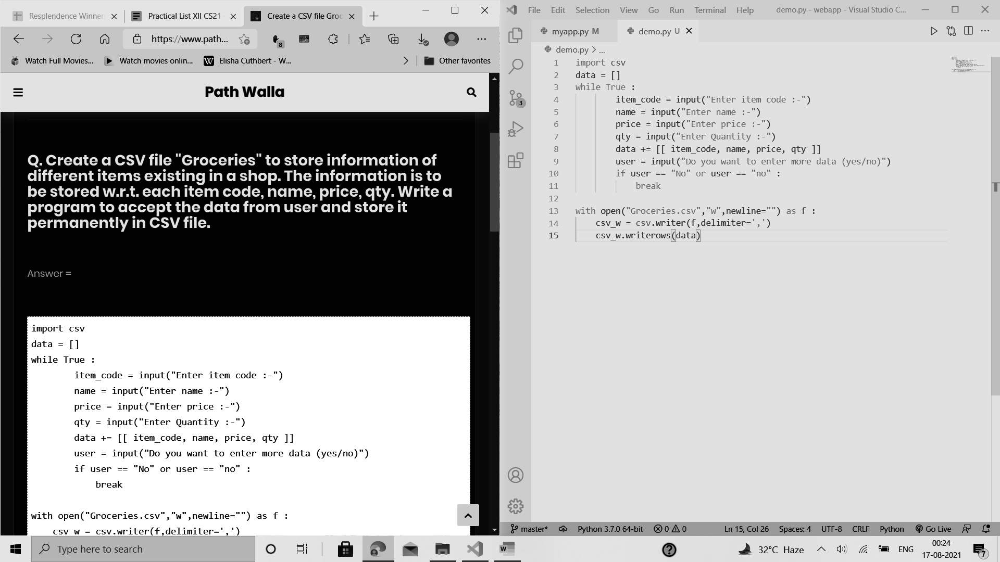 Resplendence Winner
Practical List XII CS21
Create a CSV file Groc
https://www.path...
8
Watch Full Movies...
Watch movies onlin...
Elisha Cuthbert - W...
Other favorites
Path Walla
Q. Create a CSV file "Groceries" to store information of
different items existing in a shop. The information is to
be stored w.r.t. each item code, name, price, qty. Write a
program to accept the data from user and store it
permanently in CSV file.
Answer =
import csv
data = []
while True :
        item_code = input("Enter item code :-")
        name = input("Enter name :-")
        price = input("Enter price :-")
        qty = input("Enter Quantity :-")
        data += [[ item_code, name, price, qty ]]
        user = input("Do you want to enter more data (yes/no)")
        if user == "No" or user == "no" :
            break
with open("Groceries.csv","w",newline="") as f :
    csv_w = csv.writer(f,delimiter=',')
File Edit Selection View Go Run Terminal Help
demo.py - webapp - Visual Studio C...
myapp.py M
demo.py U
demo.py > ...
3
1 import csv
2 data = []
3 while True :
4         item_code = input("Enter item code :-")
5         name = input("Enter name :-")
6         price = input("Enter price :-")
7         qty = input("Enter Quantity :-")
8         data += [[ item_code, name, price, qty ]]
9         user = input("Do you want to enter more data (yes/no)")
10         if user == "No" or user == "no" :
11             break
12
13 with open("Groceries.csv","w",newline="") as f :
14     csv_w = csv.writer(f,delimiter=',')
15     csv_w.writerows(data)
master* Python 3.7.0 64-bit 0 0 Ln 15, Col 26 Spaces: 4 UTF-8 CRLF Python Go Live
Type here to search
W
32°C Haze
ENG
00:24
17-08-2021
7